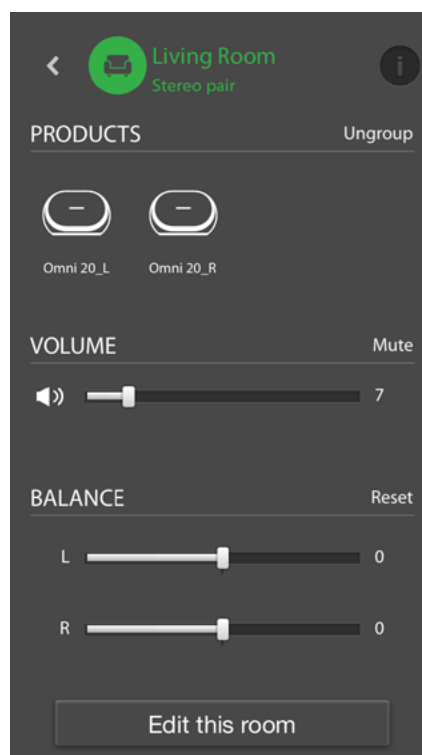 Living Room
Stereo pair
i
PRODUCTS Ungroup
Omni 20_L Omni 20_R
VOLUME Mute
7
BALANCE Reset
L 0
R 0
Edit this room